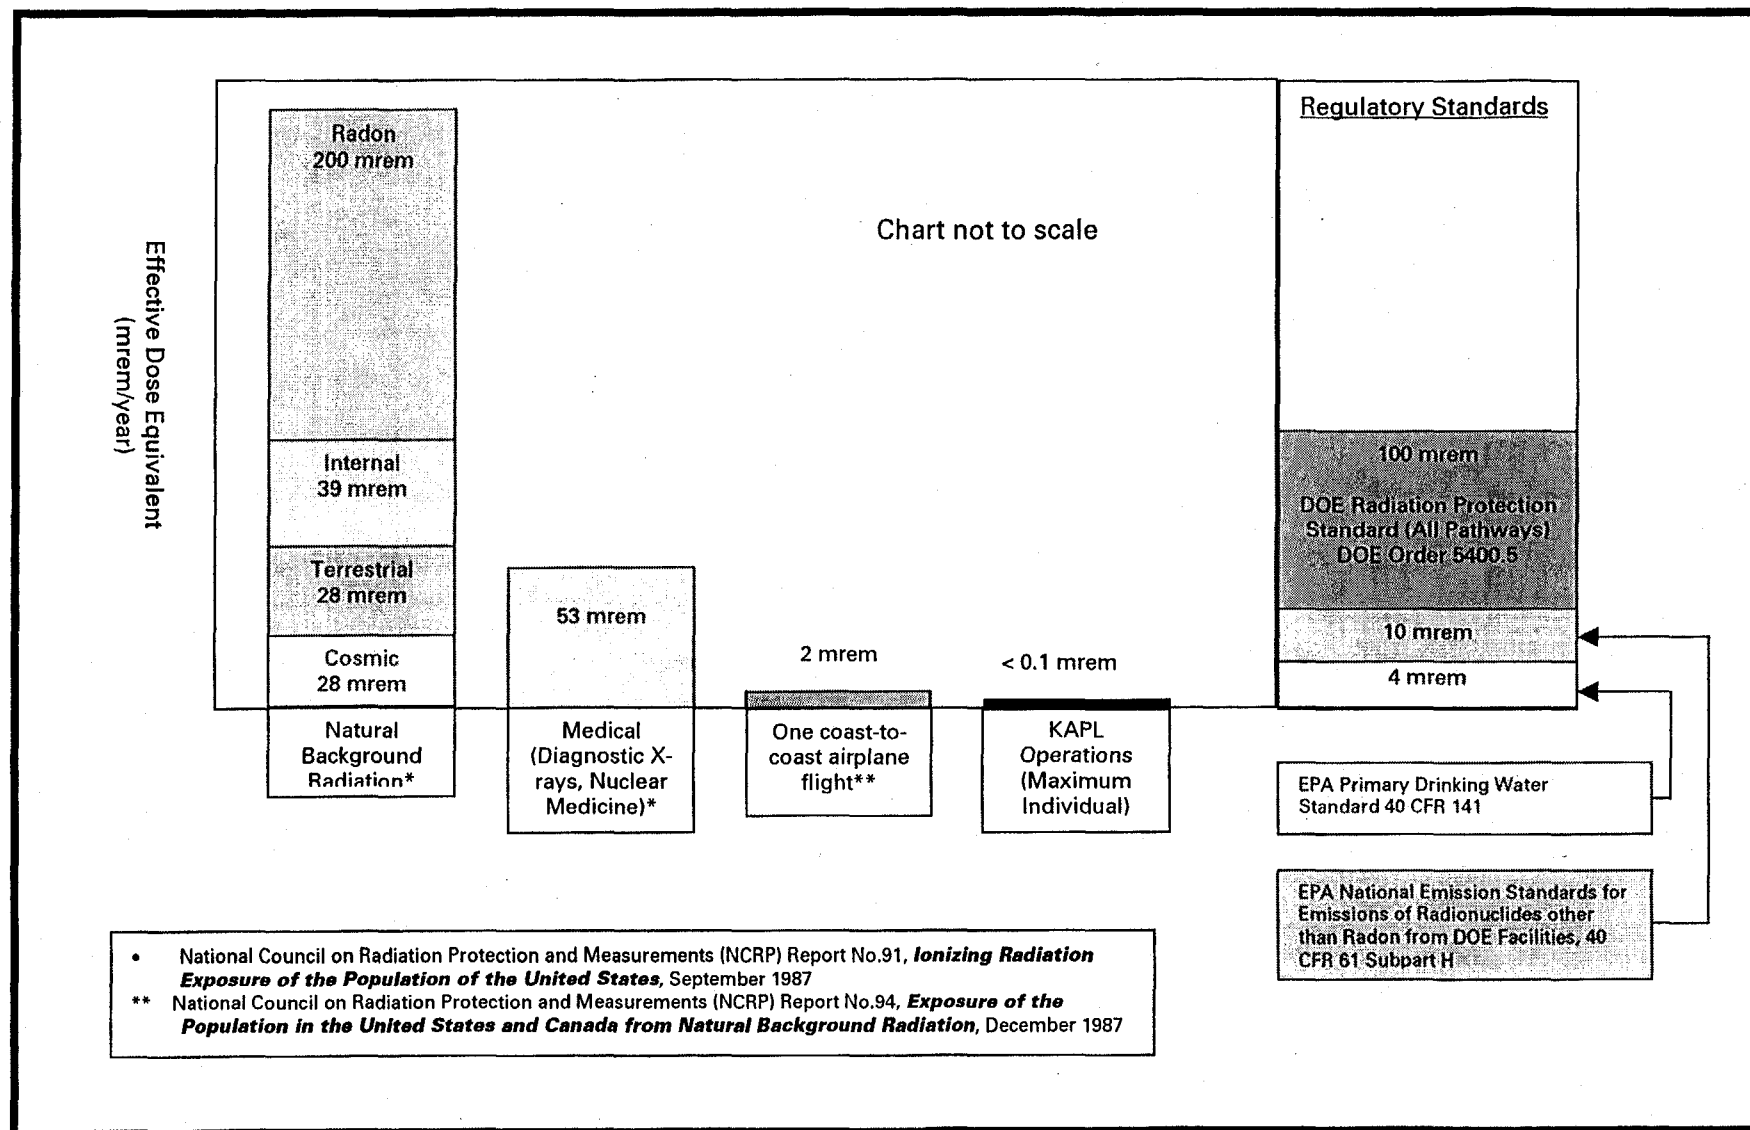 Effective Dose Equivalent
(mrem/year)
Radon
200 mrem
Internal
39 mrem
Terrestrial
28 mrem
Cosmic
28 mrem
Natural
Background
Radiation*
53 mrem
Medical
(Diagnostic X-
rays, Nuclear
Medicine)*
2 mrem
One coast-to-
coast airplane
flight**
< 0.1 mrem
KAPL
Operations
(Maximum
Individual)
Chart not to scale
Regulatory Standards
100 mrem
DOE Radiation Protection
Standard (All Pathways)
DOE Order 5400.5
10 mrem
4 mrem
EPA Primary Drinking Water
Standard 40 CFR 141
EPA National Emission Standards for
Emissions of Radionuclides other
than Radon from DOE Facilities, 40
CFR 61 Subpart H
• National Council on Radiation Protection and Measurements (NCRP) Report No.91, Ionizing Radiation
Exposure of the Population of the United States, September 1987
** National Council on Radiation Protection and Measurements (NCRP) Report No.94, Exposure of the
Population in the United States and Canada from Natural Background Radiation, December 1987